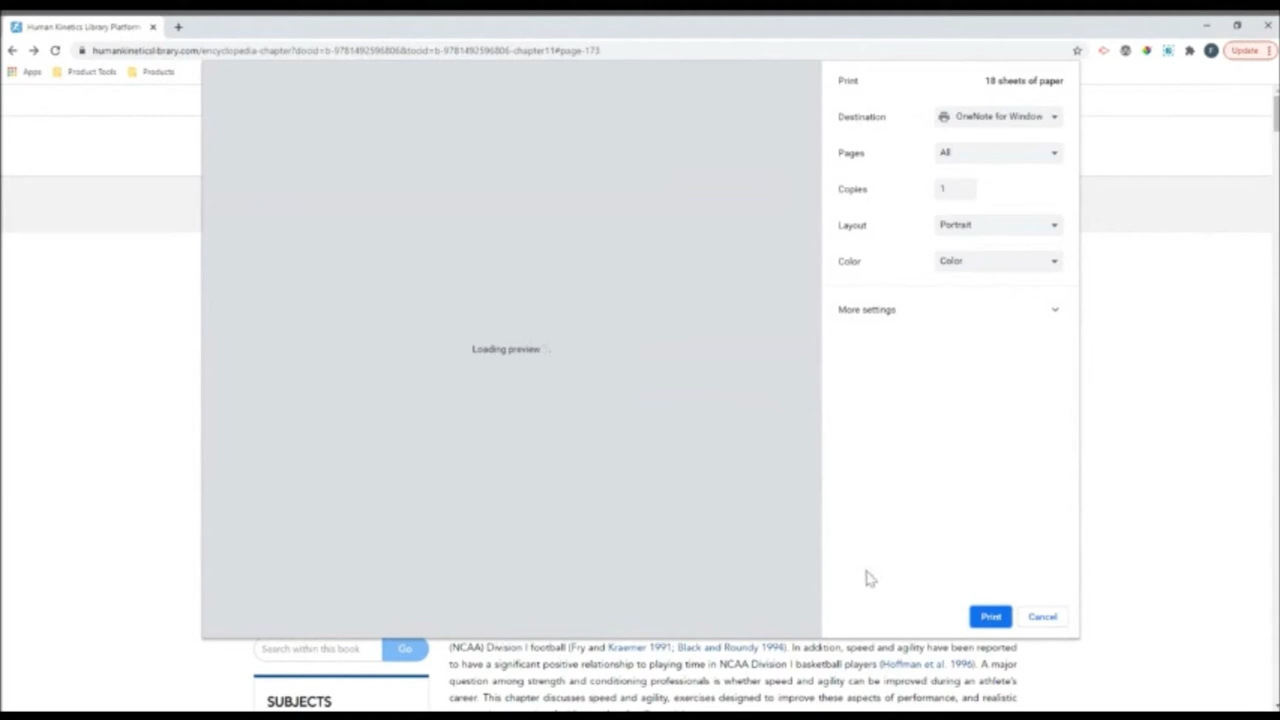 Human Kinetics Library Platform
humankineticslibrary.com/encyclopedia-chapter?docid=b-9781492596806&tocid=b-9781492596806-chapter11#page-173
Update
Apps Product Tools Products
Print 18 sheets of paper
Destination OneNote for Window
Pages All
Copies 1
Layout Portrait
Color Color
More settings
Loading preview
Print Cancel
Search within this book Go
SUBJECTS
(NCAA) Division I football (Fry and Kraemer 1991; Black and Roundy 1994). In addition, speed and agility have been reported
to have a significant positive relationship to playing time in NCAA Division I basketball players (Hoffman et al. 1996). A major
question among strength and conditioning professionals is whether speed and agility can be improved during an athlete's
career. This chapter discusses speed and agility, exercises designed to improve these aspects of performance, and realistic